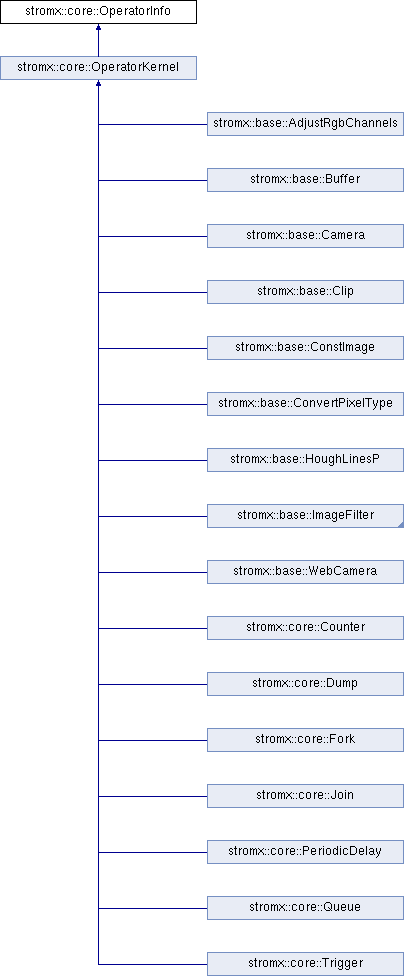 stromx::core::OperatorInfo
stromx::core::OperatorKernel
stromx::base::AdjustRgbChannels
stromx::base::Buffer
stromx::base::Camera
stromx::base::Clip
stromx::base::ConstImage
stromx::base::ConvertPixelType
stromx::base::HoughLinesP
stromx::base::ImageFilter
stromx::base::WebCamera
stromx::core::Counter
stromx::core::Dump
stromx::core::Fork
stromx::core::Join
stromx::core::PeriodicDelay
stromx::core::Queue
stromx::core::Trigger